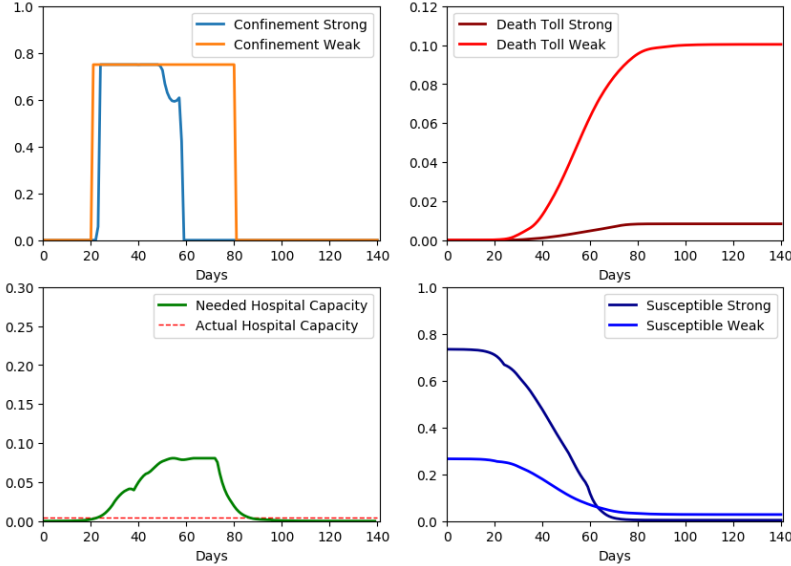 1.0
0.8
0.6
0.4
0.2
0.0
0 20 40 60 80 100 120 140
Days
Confinement Strong
Confinement Weak
0.12
0.10
0.08
0.06
0.04
0.02
0.00
0 20 40 60 80 100 120 140
Days
Death Toll Strong
Death Toll Weak
0.30
0.25
0.20
0.15
0.10
0.05
0.00
0 20 40 60 80 100 120 140
Days
Needed Hospital Capacity
Actual Hospital Capacity
1.0
0.8
0.6
0.4
0.2
0.0
0 20 40 60 80 100 120 140
Days
Susceptible Strong
Susceptible Weak